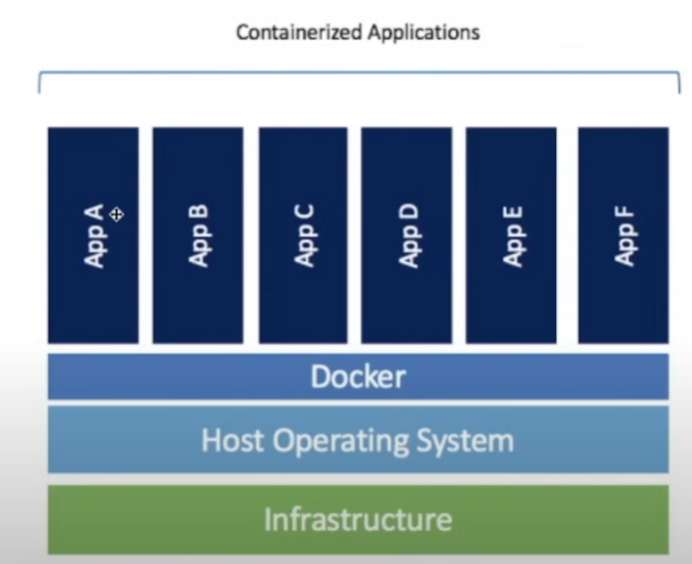 Containerized Applications
App A
App B
App C
App D
App E
App F
Docker
Host Operating System
Infrastructure